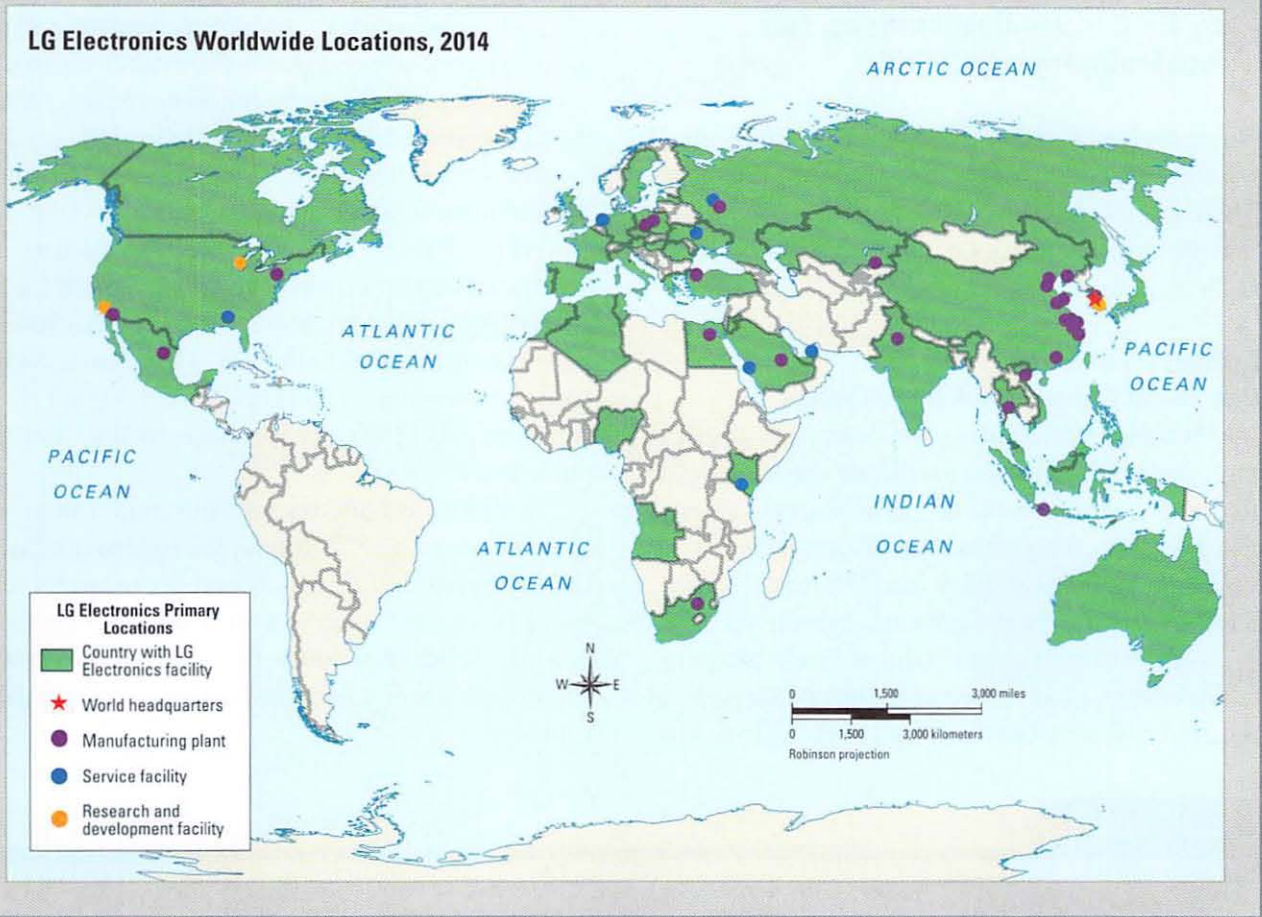 LG Electronics Worldwide Locations, 2014
ARCTIC OCEAN
ATLANTIC
OCEAN
PACIFIC
OCEAN
PACIFIC
OCEAN
INDIAN
OCEAN
ATLANTIC
OCEAN
LG Electronics Primary
Locations
Country with LG
Electronics facility
World headquarters
Manufacturing plant
Service facility
Research and
development facility
N
W E
S
0 1,500 3,000 miles
0 1,500 3,000 kilometers
Robinson projection